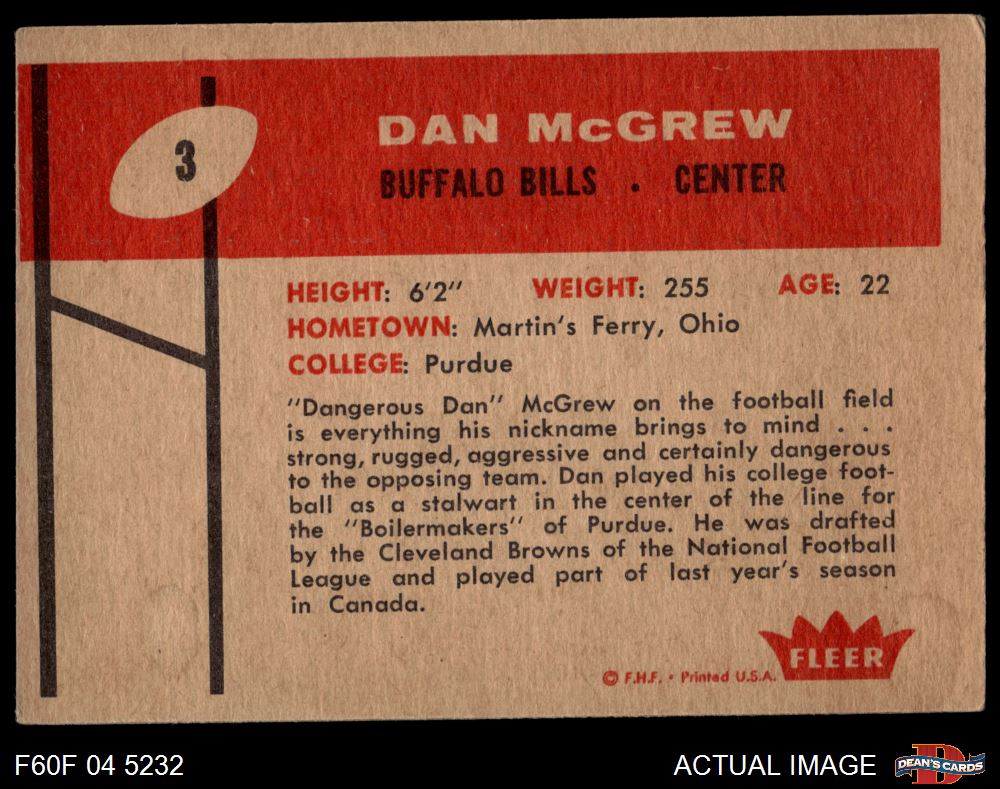 3
DAN McGREW
BUFFALO BILLS . CENTER
HEIGHT: 6'2" WEIGHT: 255 AGE: 22
HOMETOWN: Martin's Ferry, Ohio
COLLEGE: Purdue
"Dangerous Dan" McGrew on the football field
is everything his nickname brings to mind . . .
strong, rugged, aggressive and certainly dangerous
to the opposing team. Dan played his college foot-
ball as a stalwart in the center of the line for
the "Boilermakers" of Purdue. He was drafted
by the Cleveland Browns of the National Football
League and played part of last year's season
in Canada.
FLEER
© F.H.F. • Printed U.S.A.
F60F 04 5232
ACTUAL IMAGE
D
DEAN'S CARDS